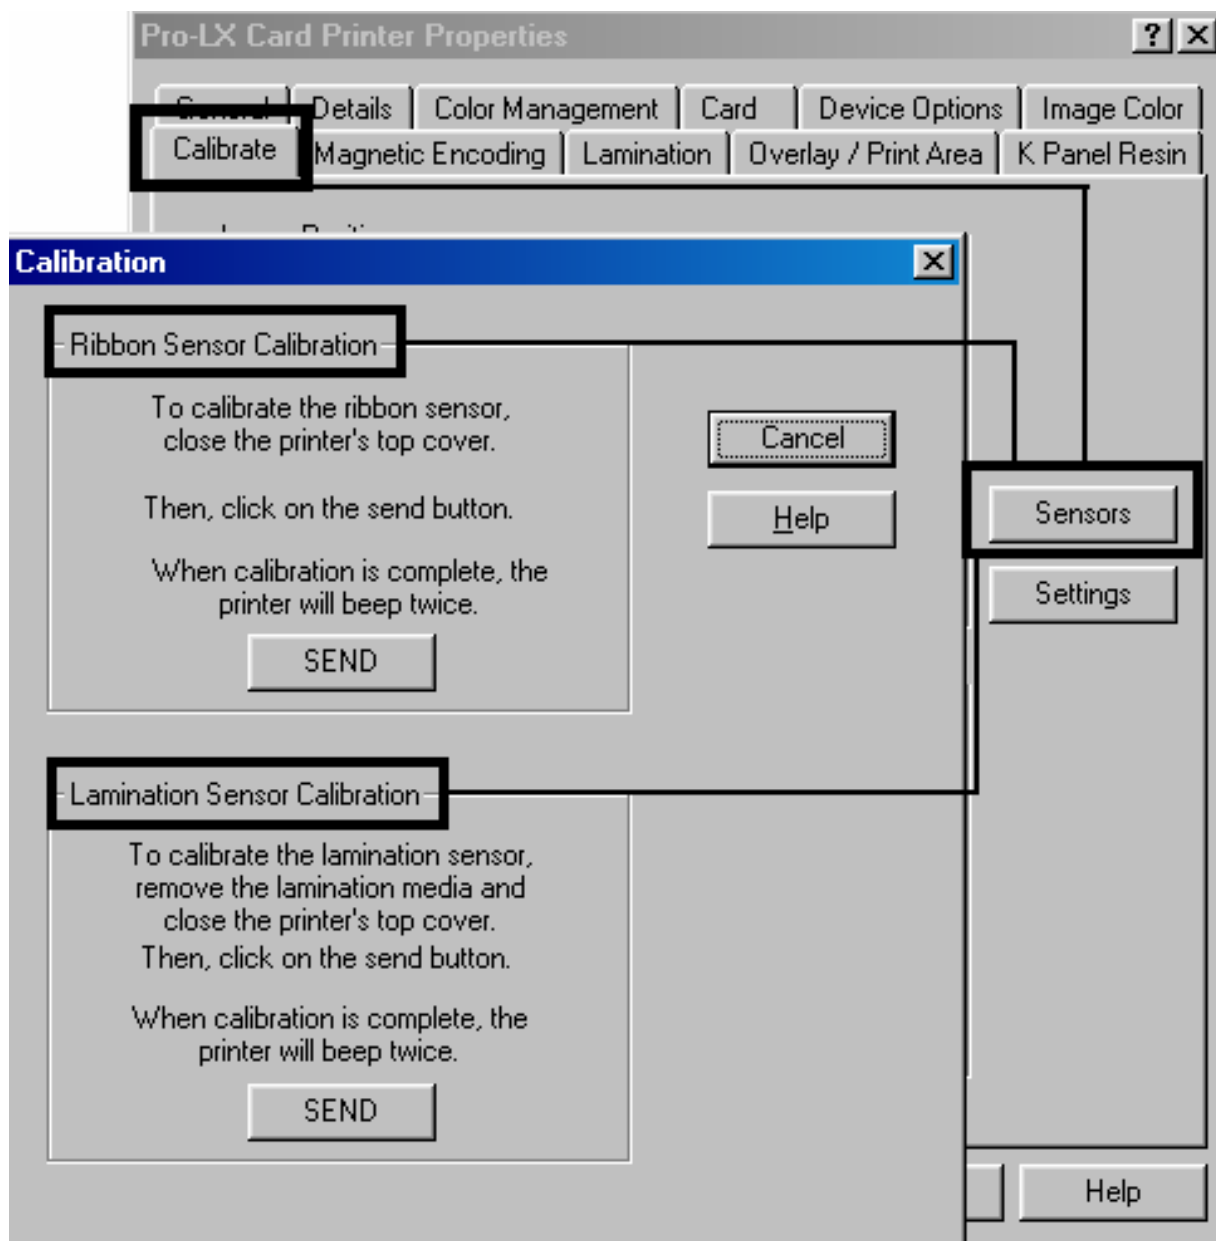 Pro-LX Card Printer Properties
? X
General Details Color Management Card Device Options Image Color
Calibrate Magnetic Encoding Lamination Overlay / Print Area K Panel Resin
Calibration
Ribbon Sensor Calibration
To calibrate the ribbon sensor,
close the printer's top cover.
Then, click on the send button.
When calibration is complete, the
printer will beep twice.
SEND
Cancel
Help
Sensors
Settings
Lamination Sensor Calibration
To calibrate the lamination sensor,
remove the lamination media and
close the printer's top cover.
Then, click on the send button.
When calibration is complete, the
printer will beep twice.
SEND
Help